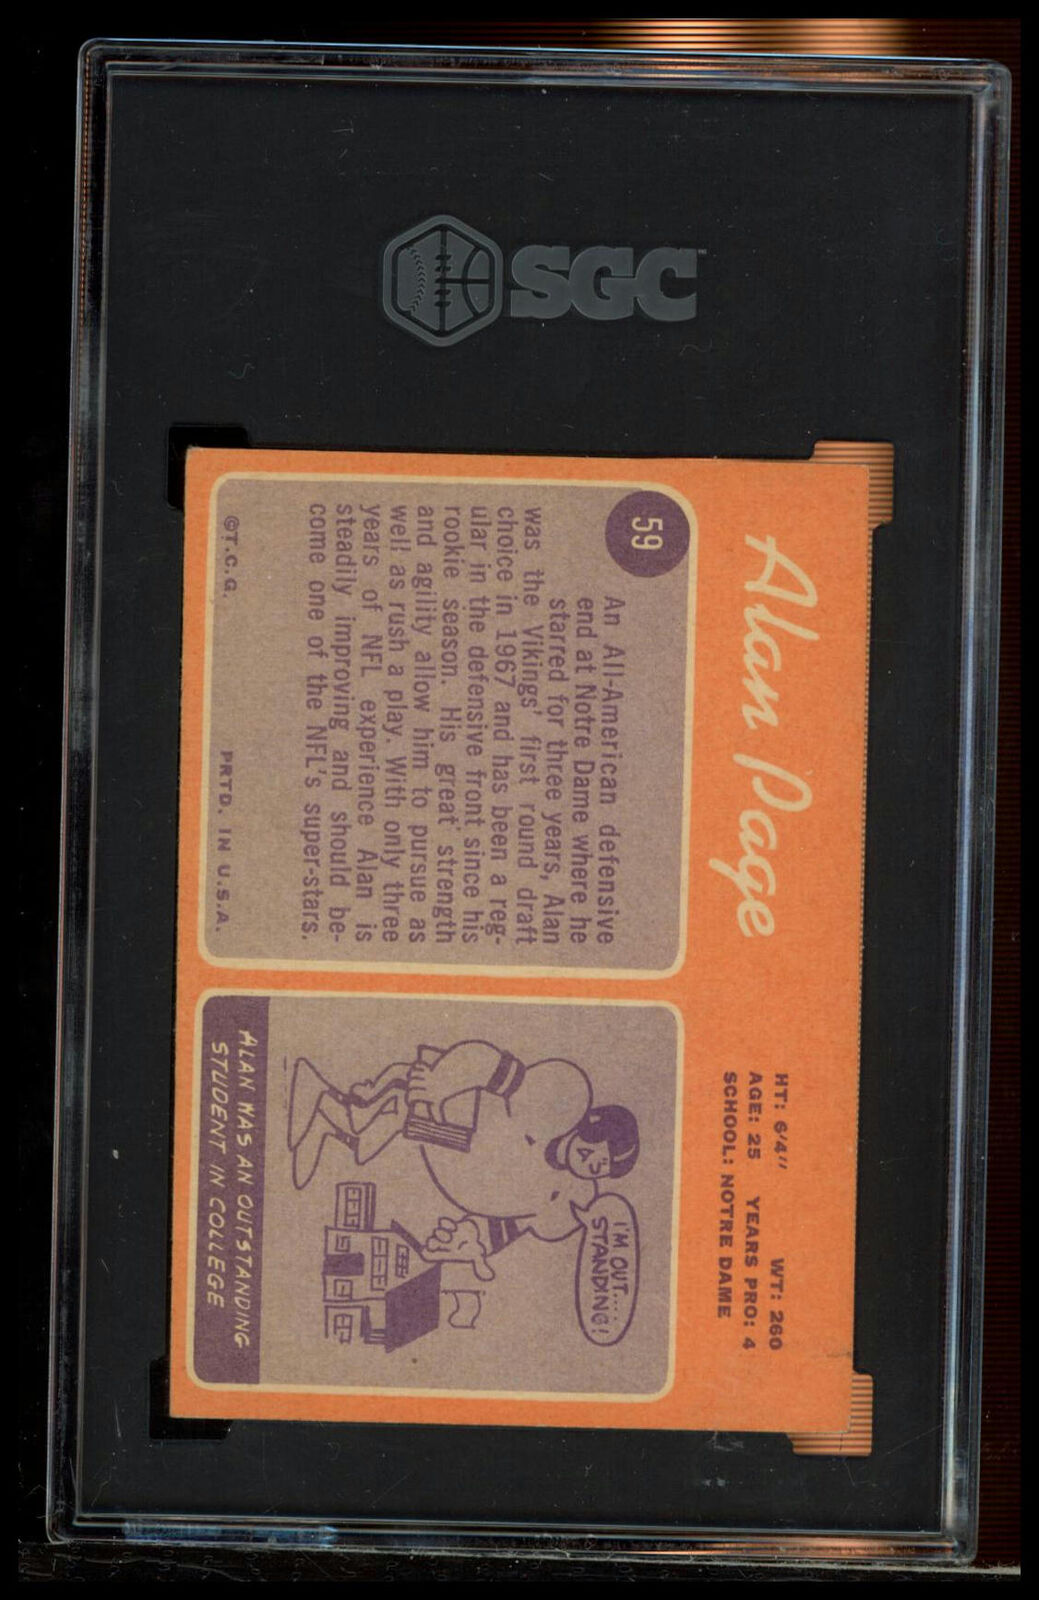 SGC™
Alan Page
HT: 6'4" WT: 260
AGE: 25 YEARS PRO: 4
SCHOOL: NOTRE DAME
59
An All-American defensive
end at Notre Dame where he
starred for three years, Alan
was the Vikings' first round draft
choice in 1967 and has been a reg-
ular in the defensive front since his
rookie season. His great strength
and agility allow him to pursue as
well as rush a play. With only three
years of NFL experience Alan is
steadily improving and should be-
come one of the NFL's super-stars.
©T.C.G. PRTD. IN U.S.A.
I'M OUT....
STANDING!
ALAN WAS AN OUTSTANDING
STUDENT IN COLLEGE